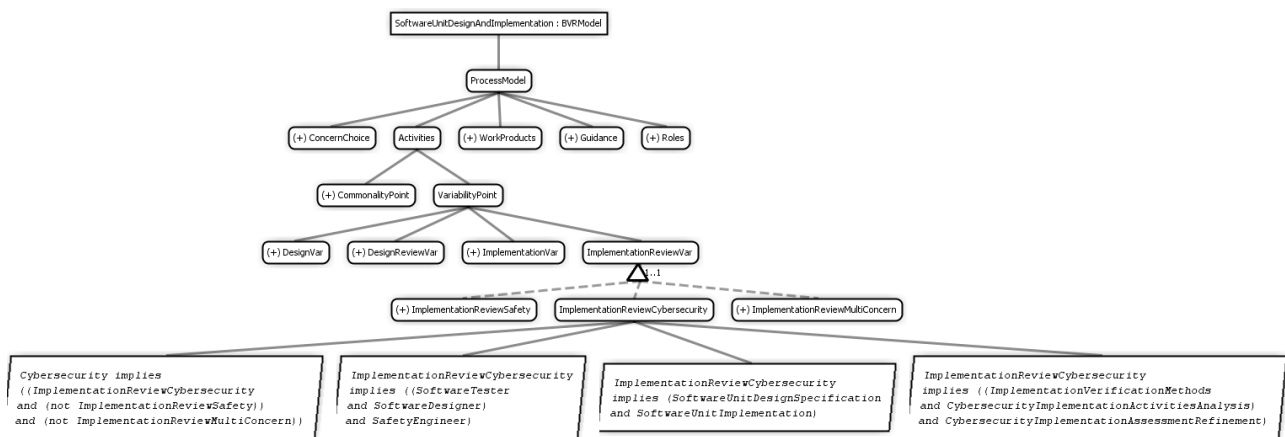 SoftwareUnitDesignAndImplementation : BVRModel
ProcessModel
(+) ConcernChoice
Activities
(+) WorkProducts
(+) Guidance
(+) Roles
(+) CommonalityPoint
VariabilityPoint
(+) DesignVar
(+) DesignReviewVar
(+) ImplementationVar
ImplementationReviewVar
1..1
(+) ImplementationReviewSafety
ImplementationReviewCybersecurity
(+) ImplementationReviewMultiConcern
Cybersecurity implies
((ImplementationReviewCybersecurity
and (not ImplementationReviewSafety))
and (not ImplementationReviewMultiConcern))
ImplementationReviewCybersecurity
implies ((SoftwareTester
and SoftwareDesigner)
and SafetyEngineer)
ImplementationReviewCybersecurity
implies (SoftwareUnitDesignSpecification
and SoftwareUnitImplementation)
ImplementationReviewCybersecurity
implies ((ImplementationVerificationMethods
and CybersecurityImplementationActivitiesAnalysis)
and CybersecurityImplementationAssessmentRefinement)